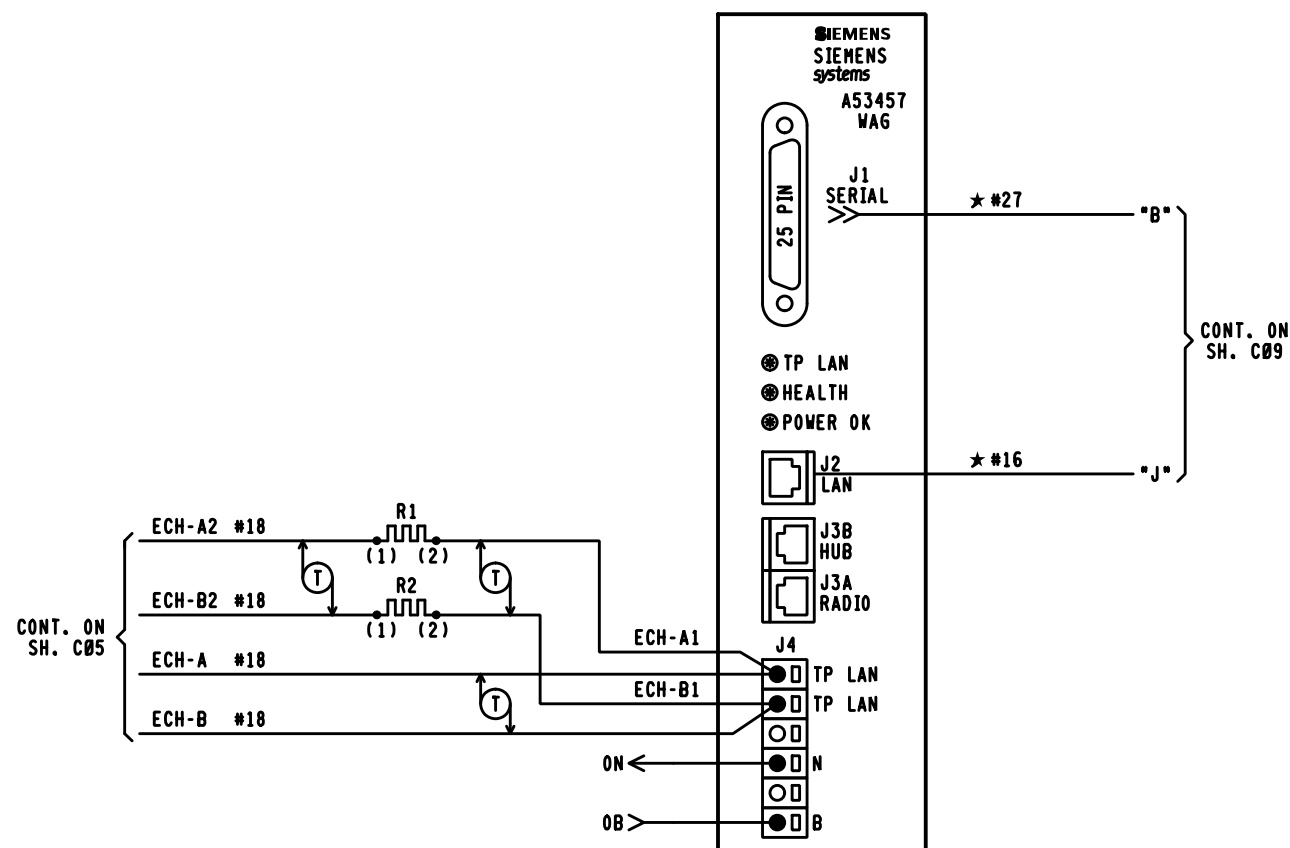 SIEMENS
SIEMENS
systems
A53457
WAG
J1
SERIAL
25 PIN
★ #27
"B"
CONT. ON
SH. CØ9
TP LAN
HEALTH
POWER OK
J2
LAN
★ #16
"J"
J3B
HUB
J3A
RADIO
ECH-A2 #18
R1
(1) (2)
T
T
ECH-B2 #18
R2
(1) (2)
CONT. ON
SH. CØ5
ECH-A #18
ECH-A1
J4
TP LAN
ECH-B1
TP LAN
T
ECH-B #18
ON
N
OB
B